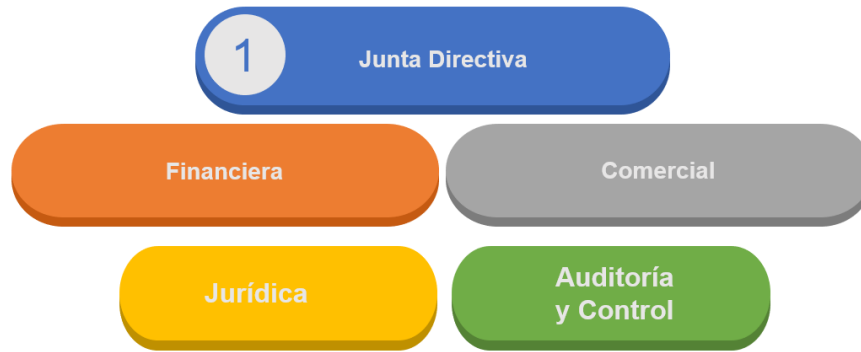 1
Junta Directiva
Financiera
Comercial
Jurídica
Auditoría
y Control